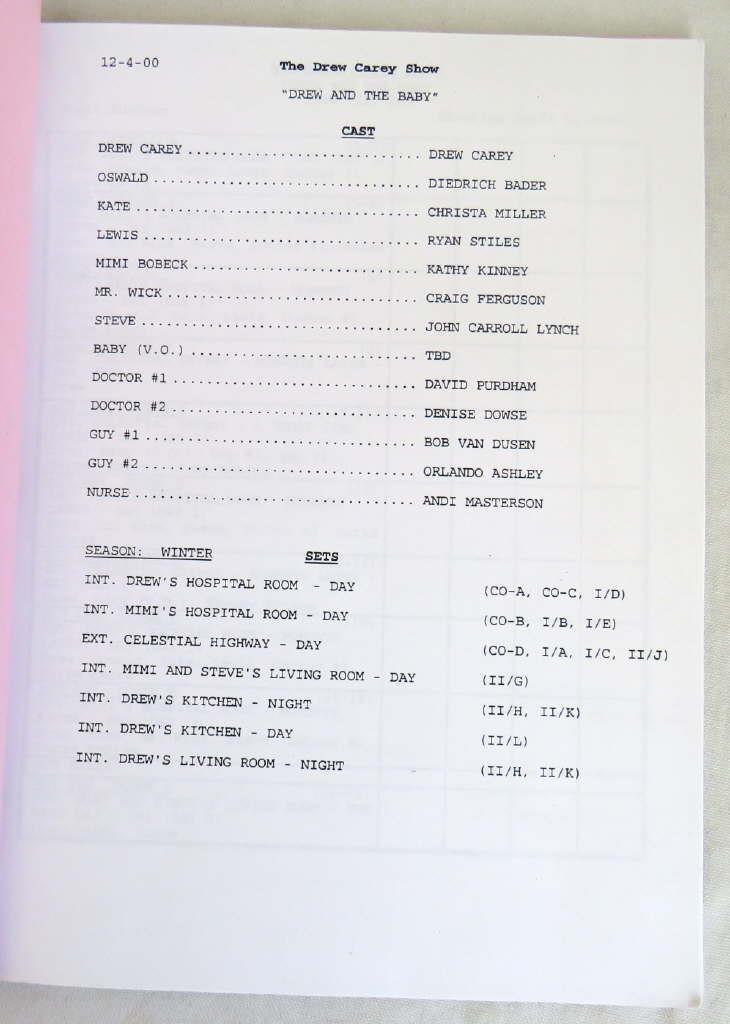 12-4-00
The Drew Carey Show
"DREW AND THE BABY"
CAST
DREW CAREY ........................... DREW CAREY
OSWALD ............................... DIEDRICH BADER
KATE ................................. CHRISTA MILLER
LEWIS ................................ RYAN STILES
MIMI BOBECK .......................... KATHY KINNEY
MR. WICK ............................. CRAIG FERGUSON
STEVE ................................ JOHN CARROLL LYNCH
BABY (V.O.) .......................... TBD
DOCTOR #1 ............................ DAVID PURDHAM
DOCTOR #2 ............................ DENISE DOWSE
GUY #1 ............................... BOB VAN DUSEN
GUY #2 ............................... ORLANDO ASHLEY
NURSE ................................ ANDI MASTERSON
SEASON: WINTER SETS
INT. DREW'S HOSPITAL ROOM - DAY (CO-A, CO-C, I/D)
INT. MIMI'S HOSPITAL ROOM - DAY (CO-B, I/B, I/E)
EXT. CELESTIAL HIGHWAY - DAY (CO-D, I/A, I/C, II/J)
INT. MIMI AND STEVE'S LIVING ROOM - DAY (II/G)
INT. DREW'S KITCHEN - NIGHT (II/H, II/K)
INT. DREW'S KITCHEN - DAY (II/L)
INT. DREW'S LIVING ROOM - NIGHT (II/H, II/K)